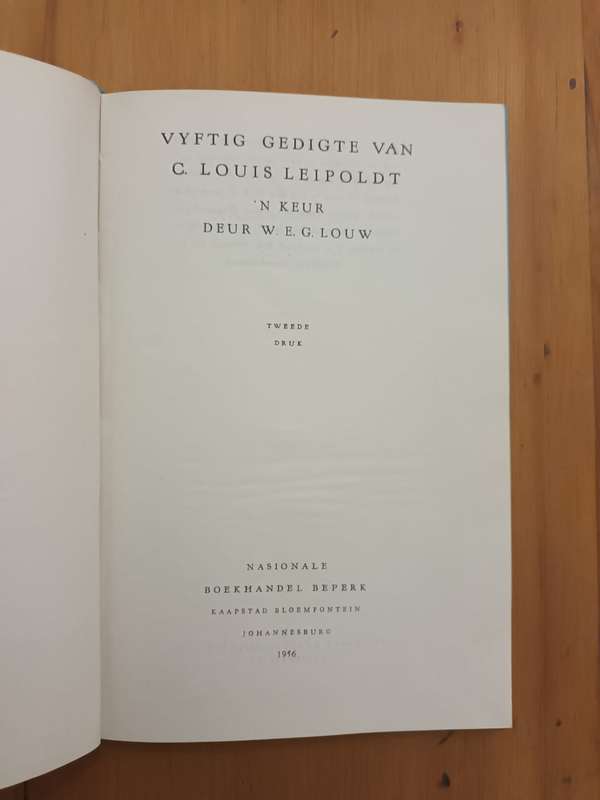 VYFTIG GEDIGTE VAN
C. LOUIS LEIPOLDT
'N KEUR
DEUR W. E. G. LOUW
TWEEDE
DRUK
NASIONALE
BOEKHANDEL BEPERK
KAAPSTAD BLOEMFONTEIN
JOHANNESBURG
1956